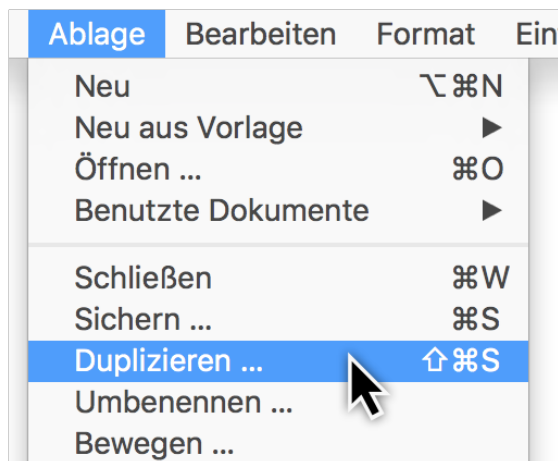 Ablage Bearbeiten Format Ein
Neu ⌥⌘N
Neu aus Vorlage ▶
Öffnen ... ⌘O
Benutzte Dokumente ▶
Schließen ⌘W
Sichern ... ⌘S
Duplizieren ... ⇧⌘S
Umbenennen ...
Bewegen ...